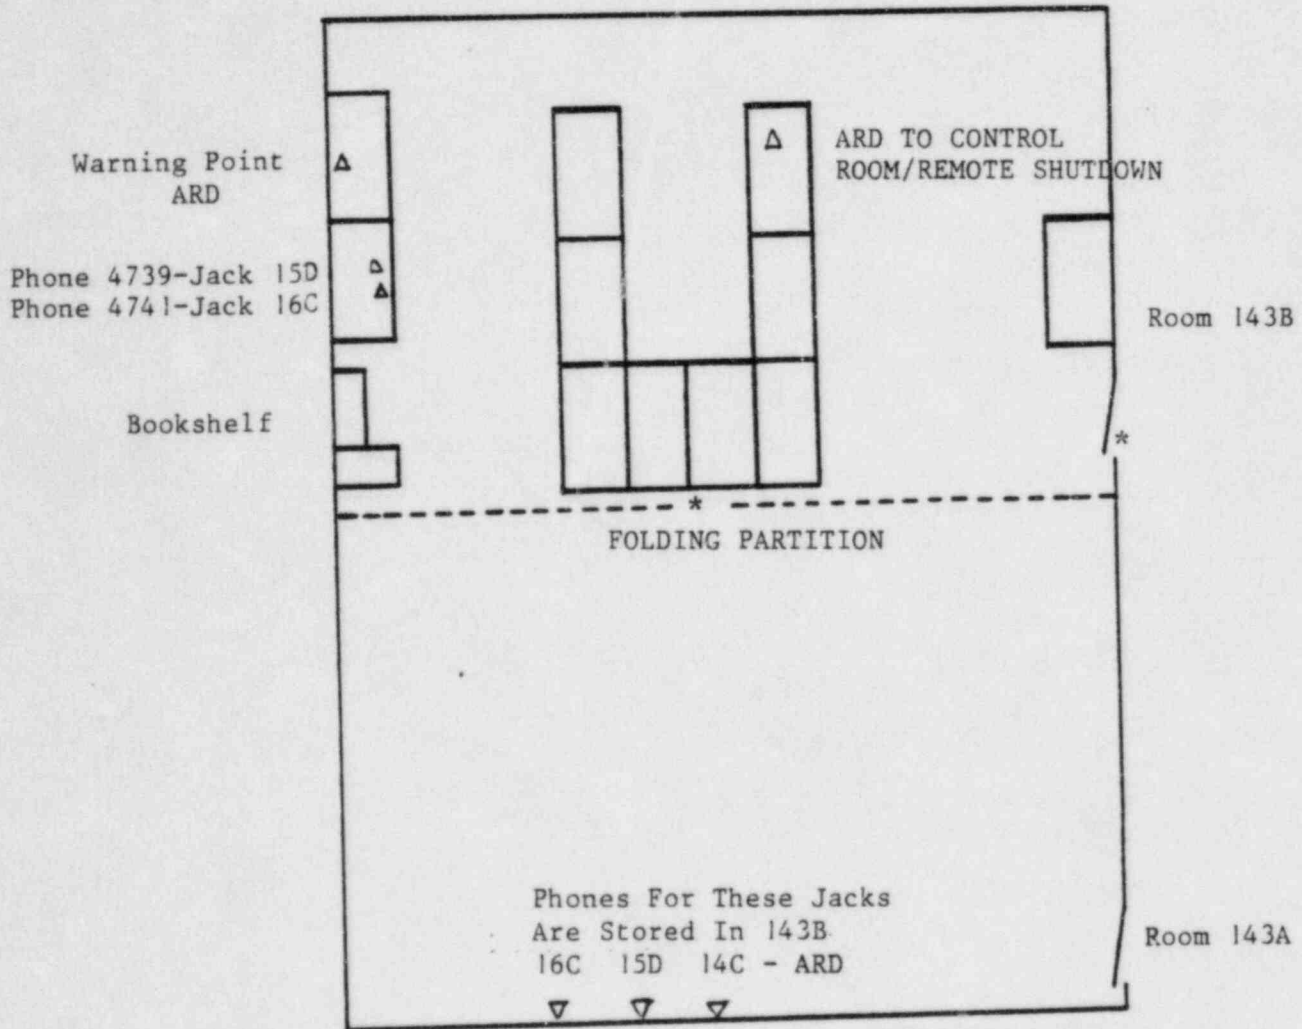 Warning Point
ARD
ARD TO CONTROL
ROOM/REMOTE SHUTDOWN
Phone 4739-Jack 15D
Phone 4741-Jack 16C
Room 143B
Bookshelf
*
*
FOLDING PARTITION
Phones For These Jacks
Are Stored In 143B
16C 15D 14C - ARD
Room 143A